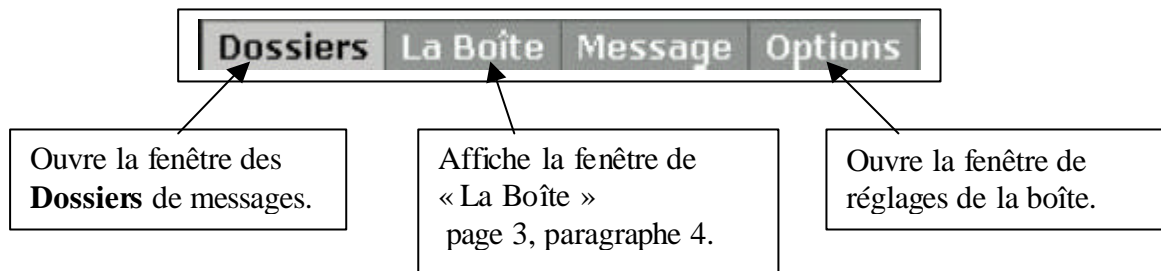 Dossiers La Boîte Message Options
Ouvre la fenêtre des
Dossiers de messages.
Affiche la fenêtre de
« La Boîte »
page 3, paragraphe 4.
Ouvre la fenêtre de
réglages de la boîte.